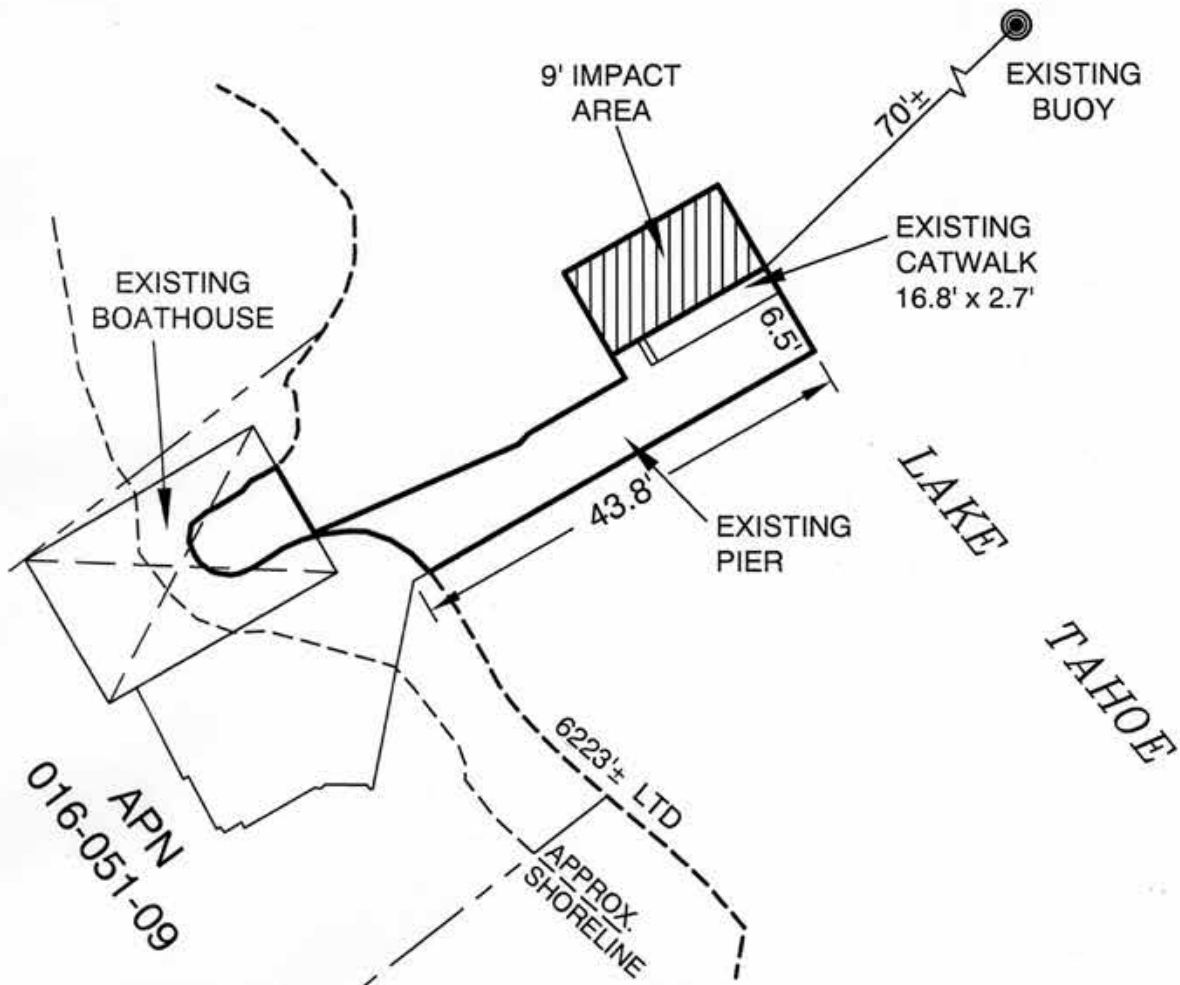 9' IMPACT
AREA
EXISTING
BUOY
70'±
EXISTING
CATWALK
16.8' x 2.7'
EXISTING
BOATHOUSE
6.5'
43.8'
EXISTING
PIER
LAKE
TAHOE
6223'± LTD
APPROX.
SHORELINE
APN
016-051-09